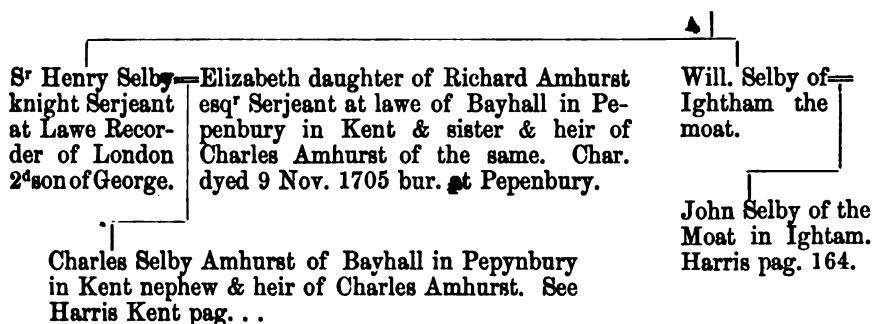 A
Sʳ Henry Selby=
knight Serjeant
at Lawe Recor-
der of London
2ᵈ son of George.
Elizabeth daughter of Richard Amhurst
esqʳ Serjeant at lawe of Bayhall in Pe-
penbury in Kent & sister & heir of
Charles Amhurst of the same. Char.
dyed 9 Nov. 1705 bur. at Pepenbury.
Will. Selby of=
Ightham the
moat.
John Selby of the
Moat in Ightam.
Harris pag. 164.
Charles Selby Amhurst of Bayhall in Pepynbury
in Kent nephew & heir of Charles Amhurst. See
Harris Kent pag. . .